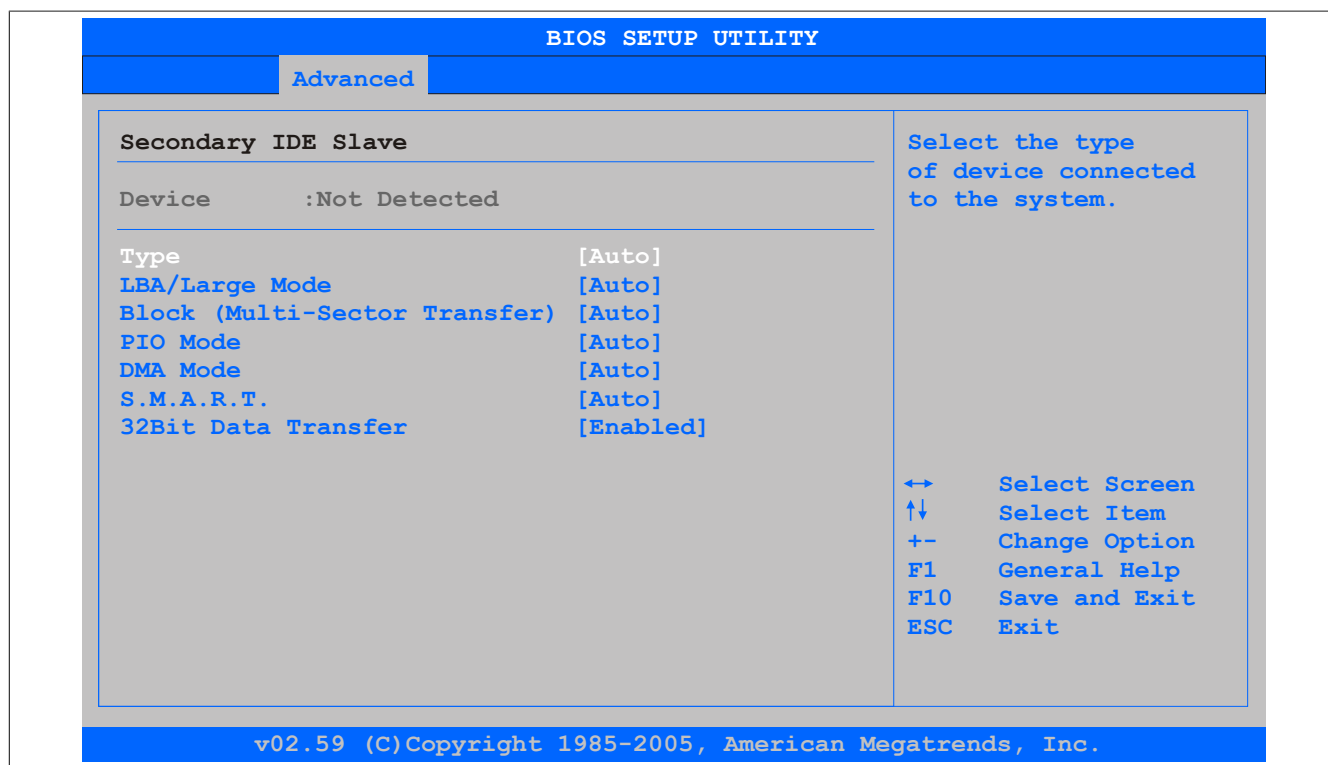 BIOS SETUP UTILITY
Advanced
Secondary IDE Slave
Device :Not Detected
Type [Auto]
LBA/Large Mode [Auto]
Block (Multi-Sector Transfer) [Auto]
PIO Mode [Auto]
DMA Mode [Auto]
S.M.A.R.T. [Auto]
32Bit Data Transfer [Enabled]
Select the type
of device connected
to the system.
↔ Select Screen
↑↓ Select Item
+- Change Option
F1 General Help
F10 Save and Exit
ESC Exit
v02.59 (C)Copyright 1985-2005, American Megatrends, Inc.